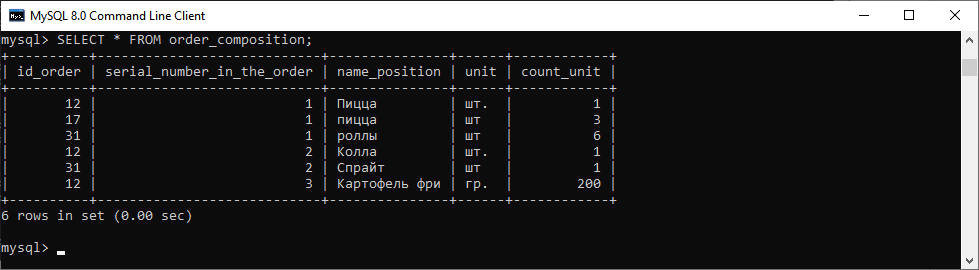 MySQL 8.0 Command Line Client
mysql> SELECT * FROM order_composition;
+----------+----------------------------+---------------+------+------------+
| id_order | serial_number_in_the_order | name_position | unit | count_unit |
+----------+----------------------------+---------------+------+------------+
|       12 |                          1 | Пицца         | шт.  |          1 |
|       17 |                          1 | пицца         | шт   |          3 |
|       31 |                          1 | роллы         | шт   |          6 |
|       12 |                          2 | Колла         | шт.  |          1 |
|       31 |                          2 | Спрайт        | шт   |          1 |
|       12 |                          3 | Картофель фри | гр.  |        200 |
+----------+----------------------------+---------------+------+------------+
6 rows in set (0.00 sec)
mysql>